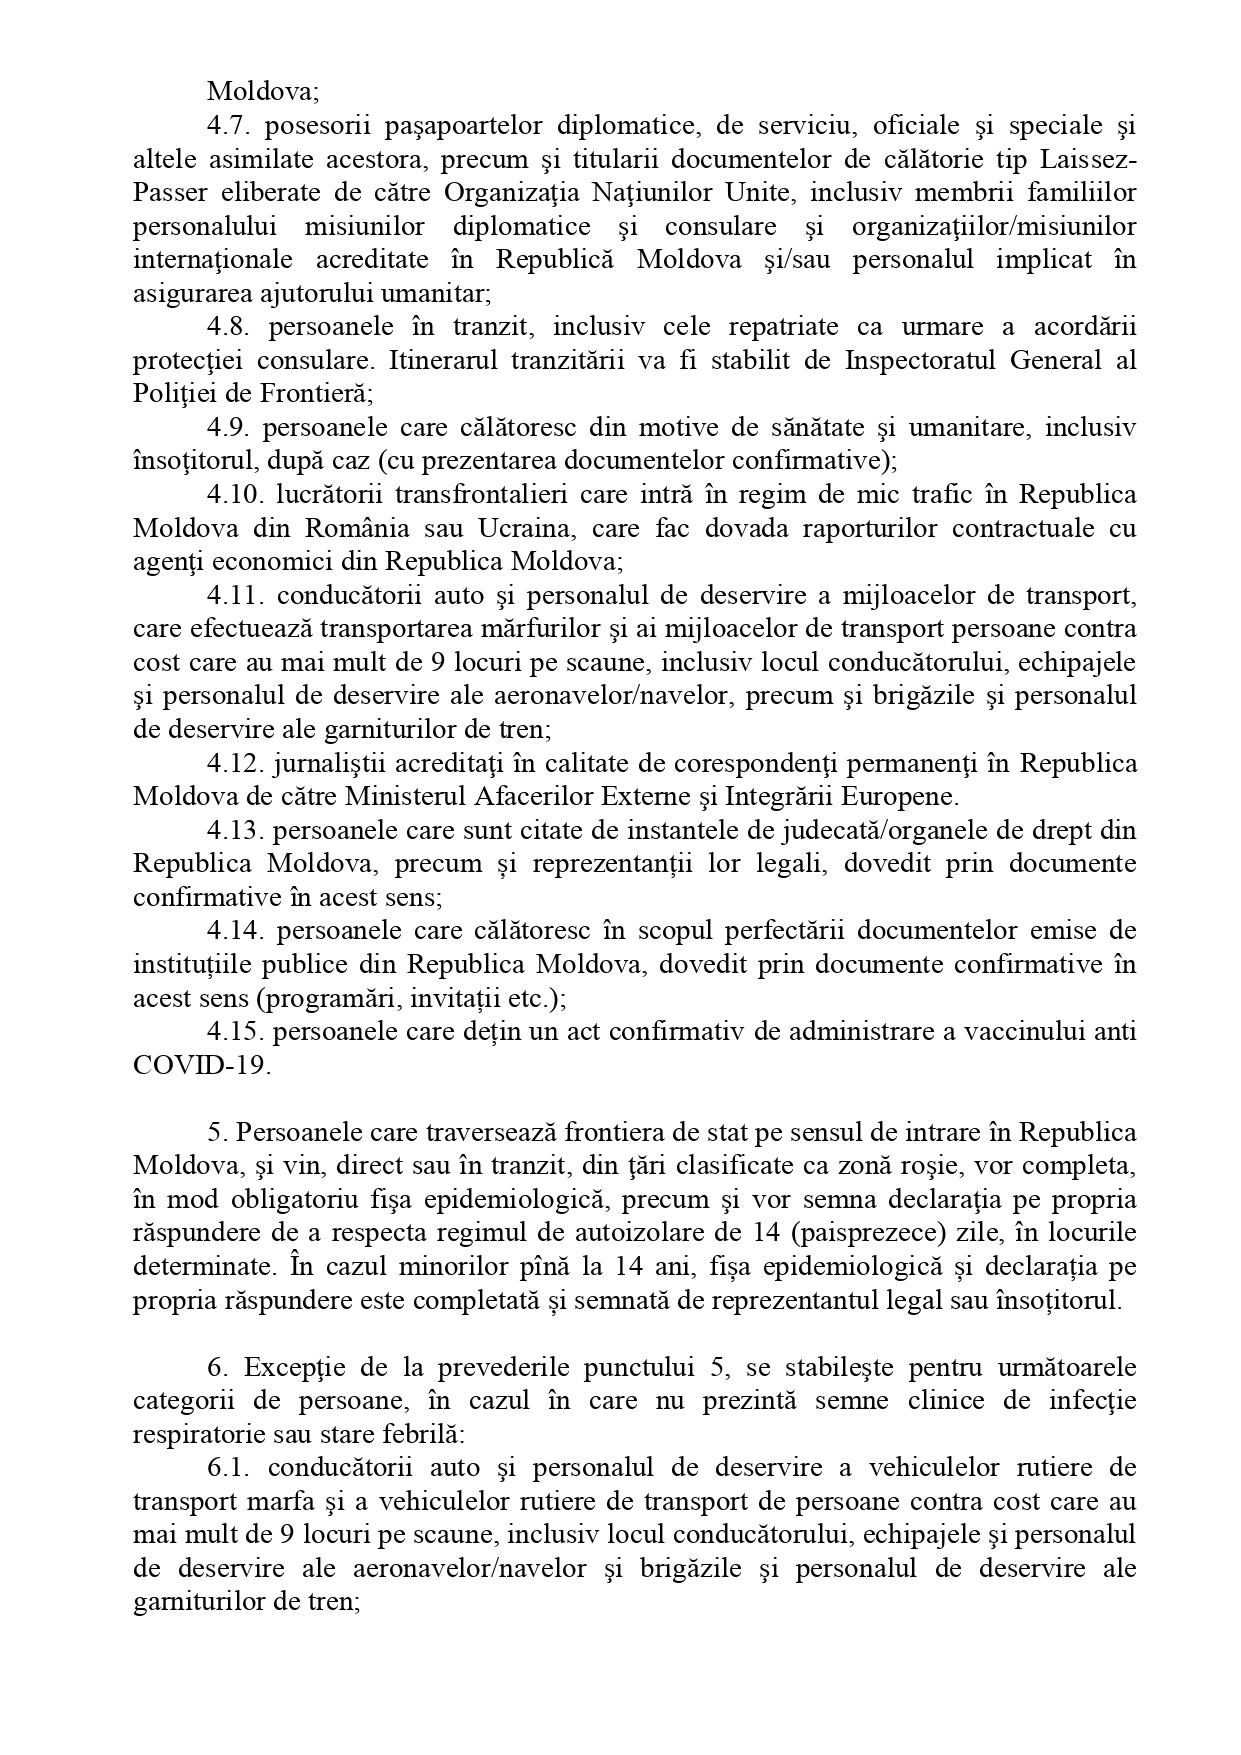 Moldova;
4.7. posesorii paşapoartelor diplomatice, de serviciu, oficiale şi speciale şi
altele asimilate acestora, precum şi titularii documentelor de călătorie tip Laissez-
Passer eliberate de către Organizaţia Naţiunilor Unite, inclusiv membrii familiilor
personalului misiunilor diplomatice şi consulare şi organizaţiilor/misiunilor
internaţionale acreditate în Republică Moldova şi/sau personalul implicat în
asigurarea ajutorului umanitar;
4.8. persoanele în tranzit, inclusiv cele repatriate ca urmare a acordării
protecţiei consulare. Itinerarul tranzitării va fi stabilit de Inspectoratul General al
Poliţiei de Frontieră;
4.9. persoanele care călătoresc din motive de sănătate şi umanitare, inclusiv
însoţitorul, după caz (cu prezentarea documentelor confirmative);
4.10. lucrătorii transfrontalieri care intră în regim de mic trafic în Republica
Moldova din România sau Ucraina, care fac dovada raporturilor contractuale cu
agenţi economici din Republica Moldova;
4.11. conducătorii auto şi personalul de deservire a mijloacelor de transport,
care efectuează transportarea mărfurilor şi ai mijloacelor de transport persoane contra
cost care au mai mult de 9 locuri pe scaune, inclusiv locul conducătorului, echipajele
şi personalul de deservire ale aeronavelor/navelor, precum şi brigăzile şi personalul
de deservire ale garniturilor de tren;
4.12. jurnaliştii acreditaţi în calitate de corespondenţi permanenţi în Republica
Moldova de către Ministerul Afacerilor Externe şi Integrării Europene.
4.13. persoanele care sunt citate de instantele de judecată/organele de drept din
Republica Moldova, precum și reprezentanții lor legali, dovedit prin documente
confirmative în acest sens;
4.14. persoanele care călătoresc în scopul perfectării documentelor emise de
instituțiile publice din Republica Moldova, dovedit prin documente confirmative în
acest sens (programări, invitații etc.);
4.15. persoanele care dețin un act confirmativ de administrare a vaccinului anti
COVID-19.
5. Persoanele care traversează frontiera de stat pe sensul de intrare în Republica
Moldova, şi vin, direct sau în tranzit, din ţări clasificate ca zonă roşie, vor completa,
în mod obligatoriu fişa epidemiologică, precum şi vor semna declaraţia pe propria
răspundere de a respecta regimul de autoizolare de 14 (paisprezece) zile, în locurile
determinate. În cazul minorilor pînă la 14 ani, fișa epidemiologică și declarația pe
propria răspundere este completată și semnată de reprezentantul legal sau însoțitorul.
6. Excepţie de la prevederile punctului 5, se stabileşte pentru următoarele
categorii de persoane, în cazul în care nu prezintă semne clinice de infecţie
respiratorie sau stare febrilă:
6.1. conducătorii auto şi personalul de deservire a vehiculelor rutiere de
transport marfa şi a vehiculelor rutiere de transport de persoane contra cost care au
mai mult de 9 locuri pe scaune, inclusiv locul conducătorului, echipajele şi personalul
de deservire ale aeronavelor/navelor şi brigăzile şi personalul de deservire ale
garniturilor de tren;